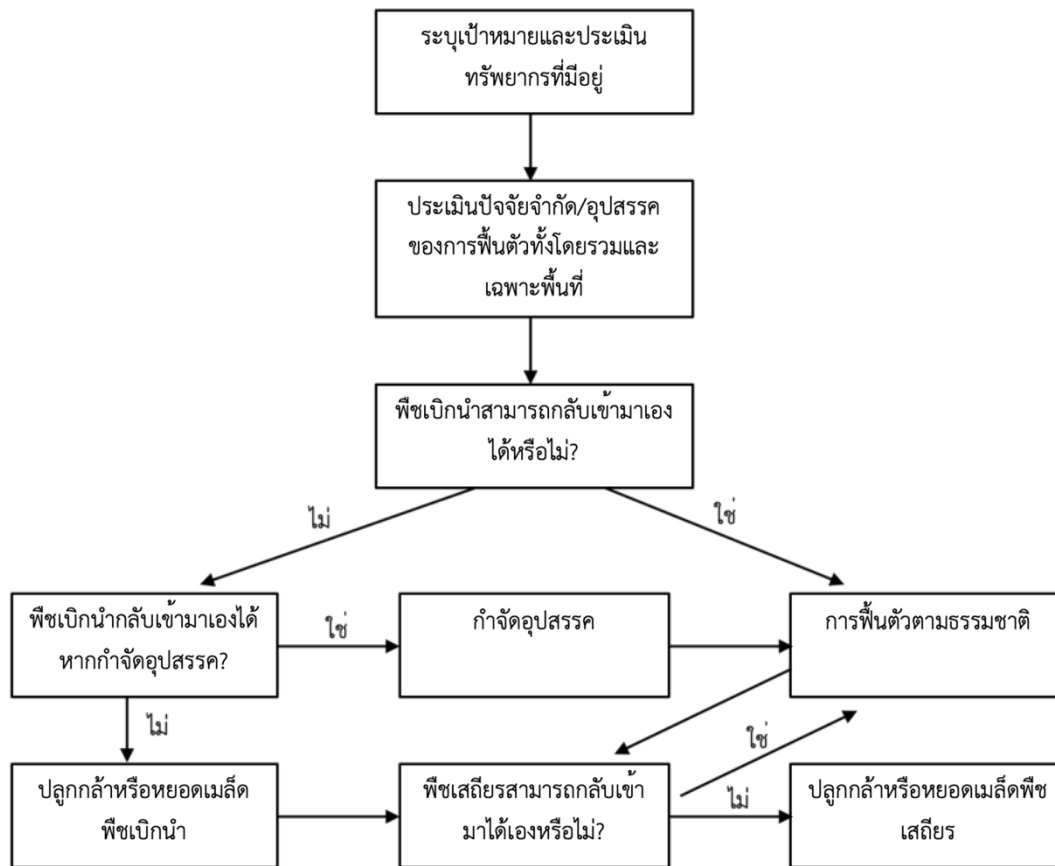 ระบุเป้าหมายและประเมิน
ทรัพยากรที่มีอยู่
ประเมินปัจจัยจำกัด/อุปสรรค
ของการฟื้นตัวทั้งโดยรวมและ
เฉพาะพื้นที่
พืชเบิกนำสามารถกลับเข้ามาเอง
ได้หรือไม่?
ไม่
ใช่
พืชเบิกนำกลับเข้ามาเองได้
หากกำจัดอุปสรรค?
ใช่
กำจัดอุปสรรค
การฟื้นตัวตามธรรมชาติ
ไม่
ใช่
ปลูกกล้าหรือหยอดเมล็ด
พืชเบิกนำ
พืชเสถียรสามารถกลับเข้า
มาได้เองหรือไม่?
ไม่
ปลูกกล้าหรือหยอดเมล็ดพืช
เสถียร